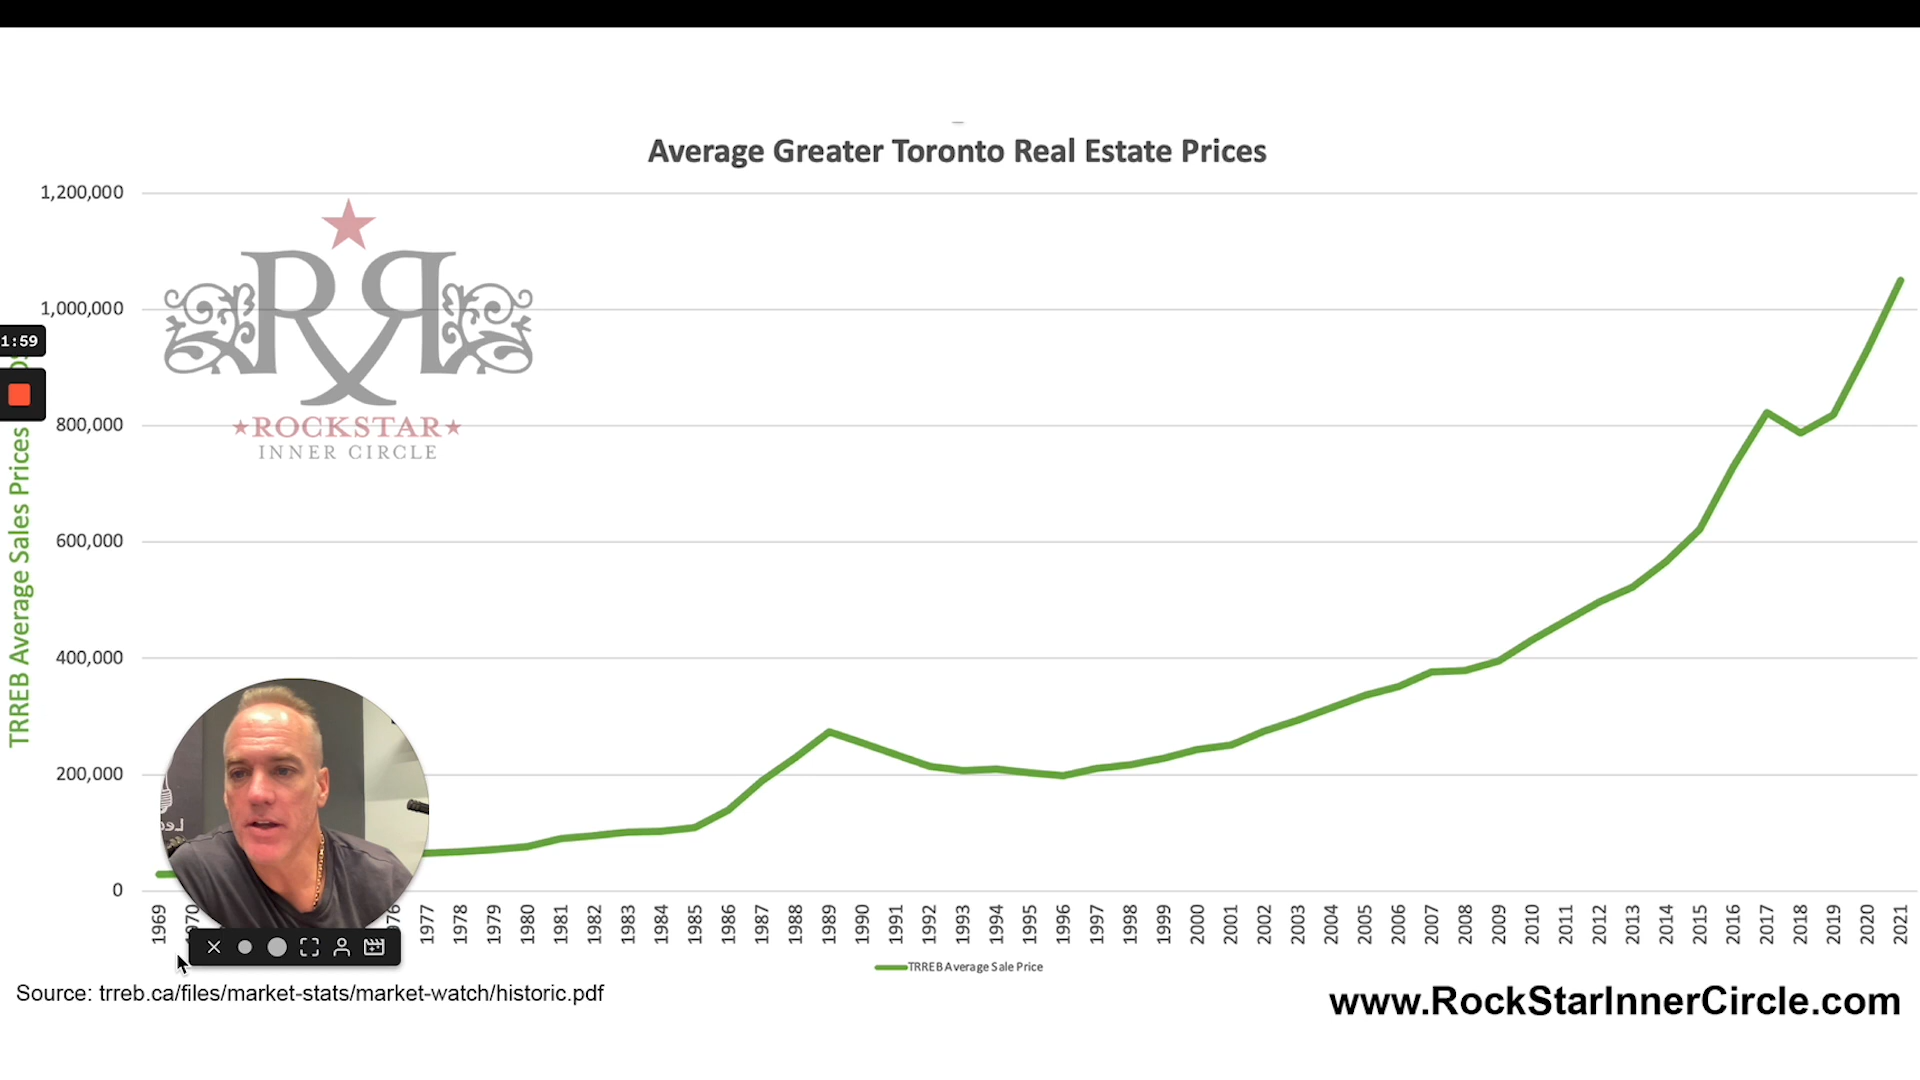 Average Greater Toronto Real Estate Prices
1,200,000
1,000,000
800,000
600,000
400,000
200,000
0
TRREB Average Sales Prices
1:59
RR
ROCKSTAR
INNER CIRCLE
1969 1970 1977 1978 1979 1980 1981 1982 1983 1984 1985 1986 1987 1988 1989 1990 1991 1992 1993 1994 1995 1996 1997 1998 1999 2000 2001 2002 2003 2004 2005 2006 2007 2008 2009 2010 2011 2012 2013 2014 2015 2016 2017 2018 2019 2020 2021
TRREB Average Sale Price
Source: trreb.ca/files/market-stats/market-watch/historic.pdf
www.RockStarInnerCircle.com